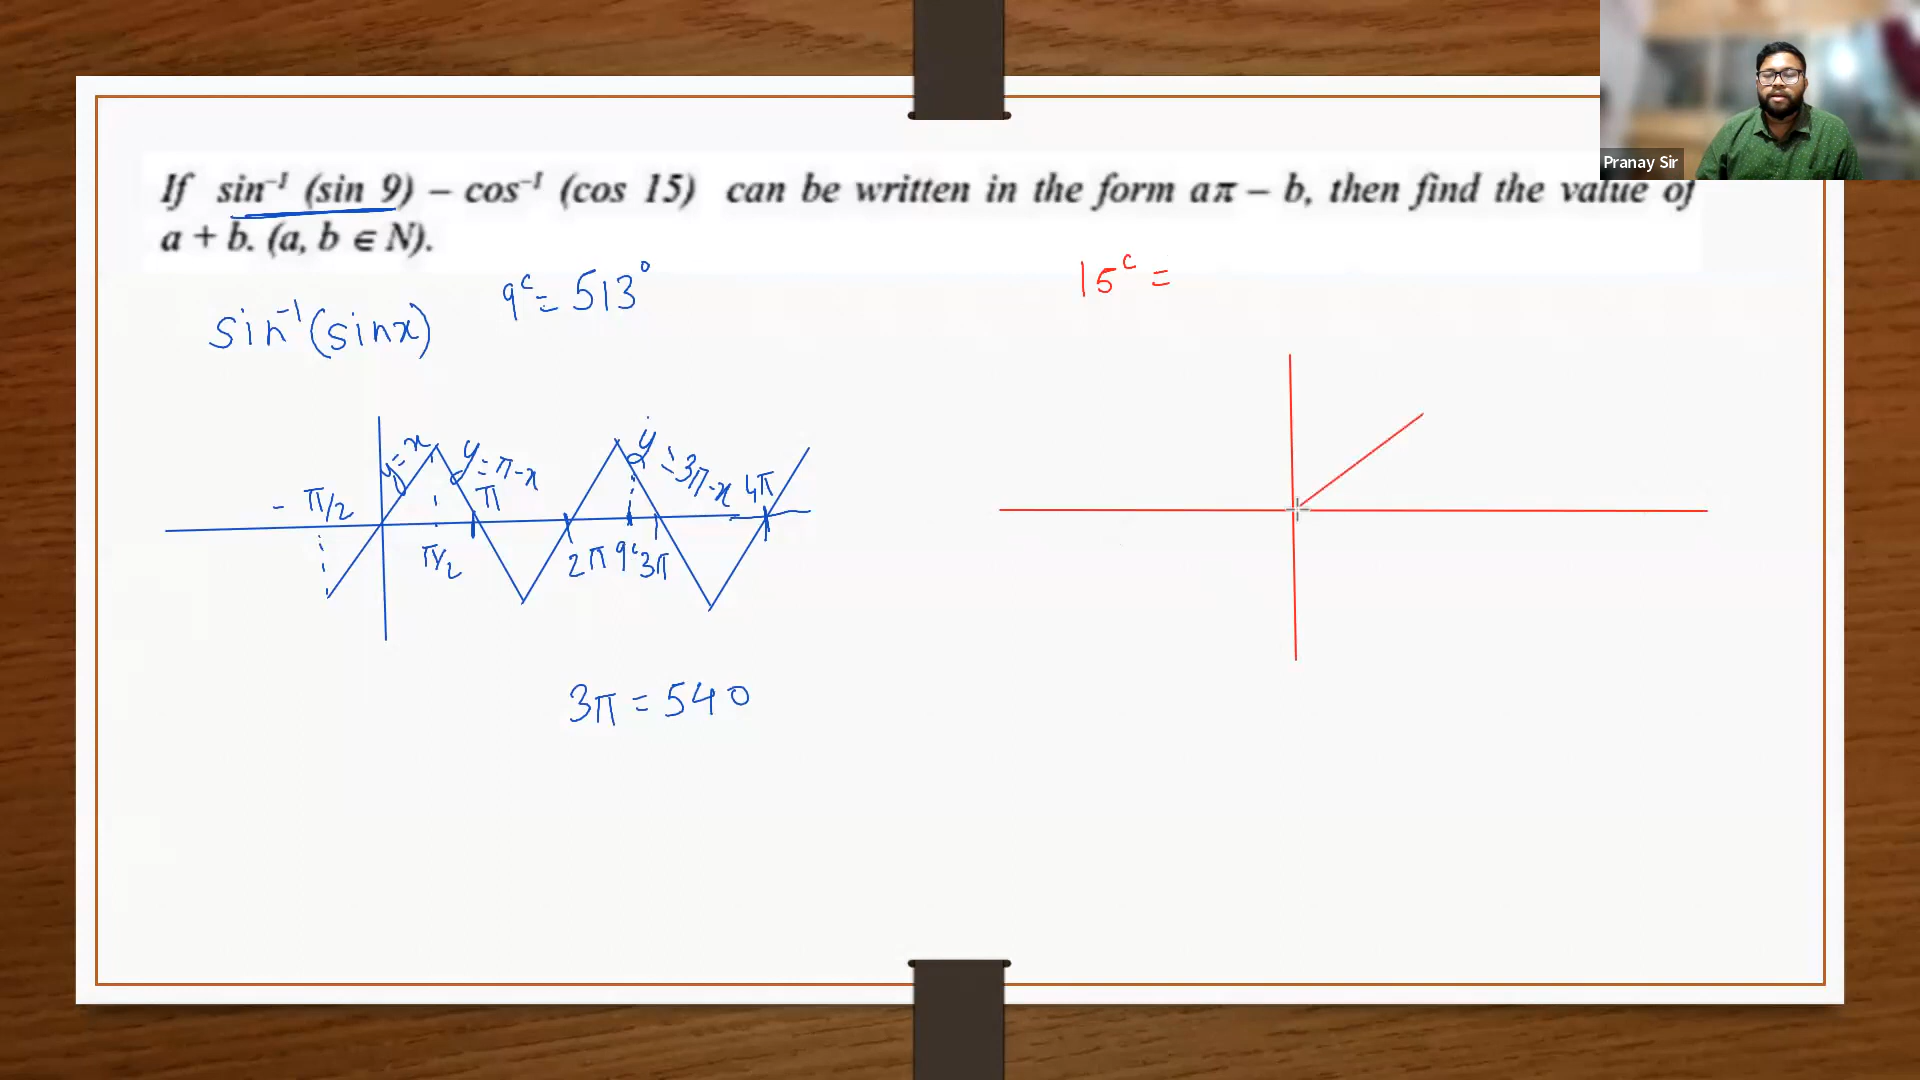 Pranay Sir
If sin⁻¹ (sin 9) – cos⁻¹ (cos 15) can be written in the form aπ – b, then find the value of
a + b. (a, b ∈ N).
9ᶜ = 513°
15ᶜ =
sin⁻¹(sinx)
y=x
y=π-x
y=3π-x
4π
-π/2
π
π/2
2π
9ᶜ
3π
3π = 540